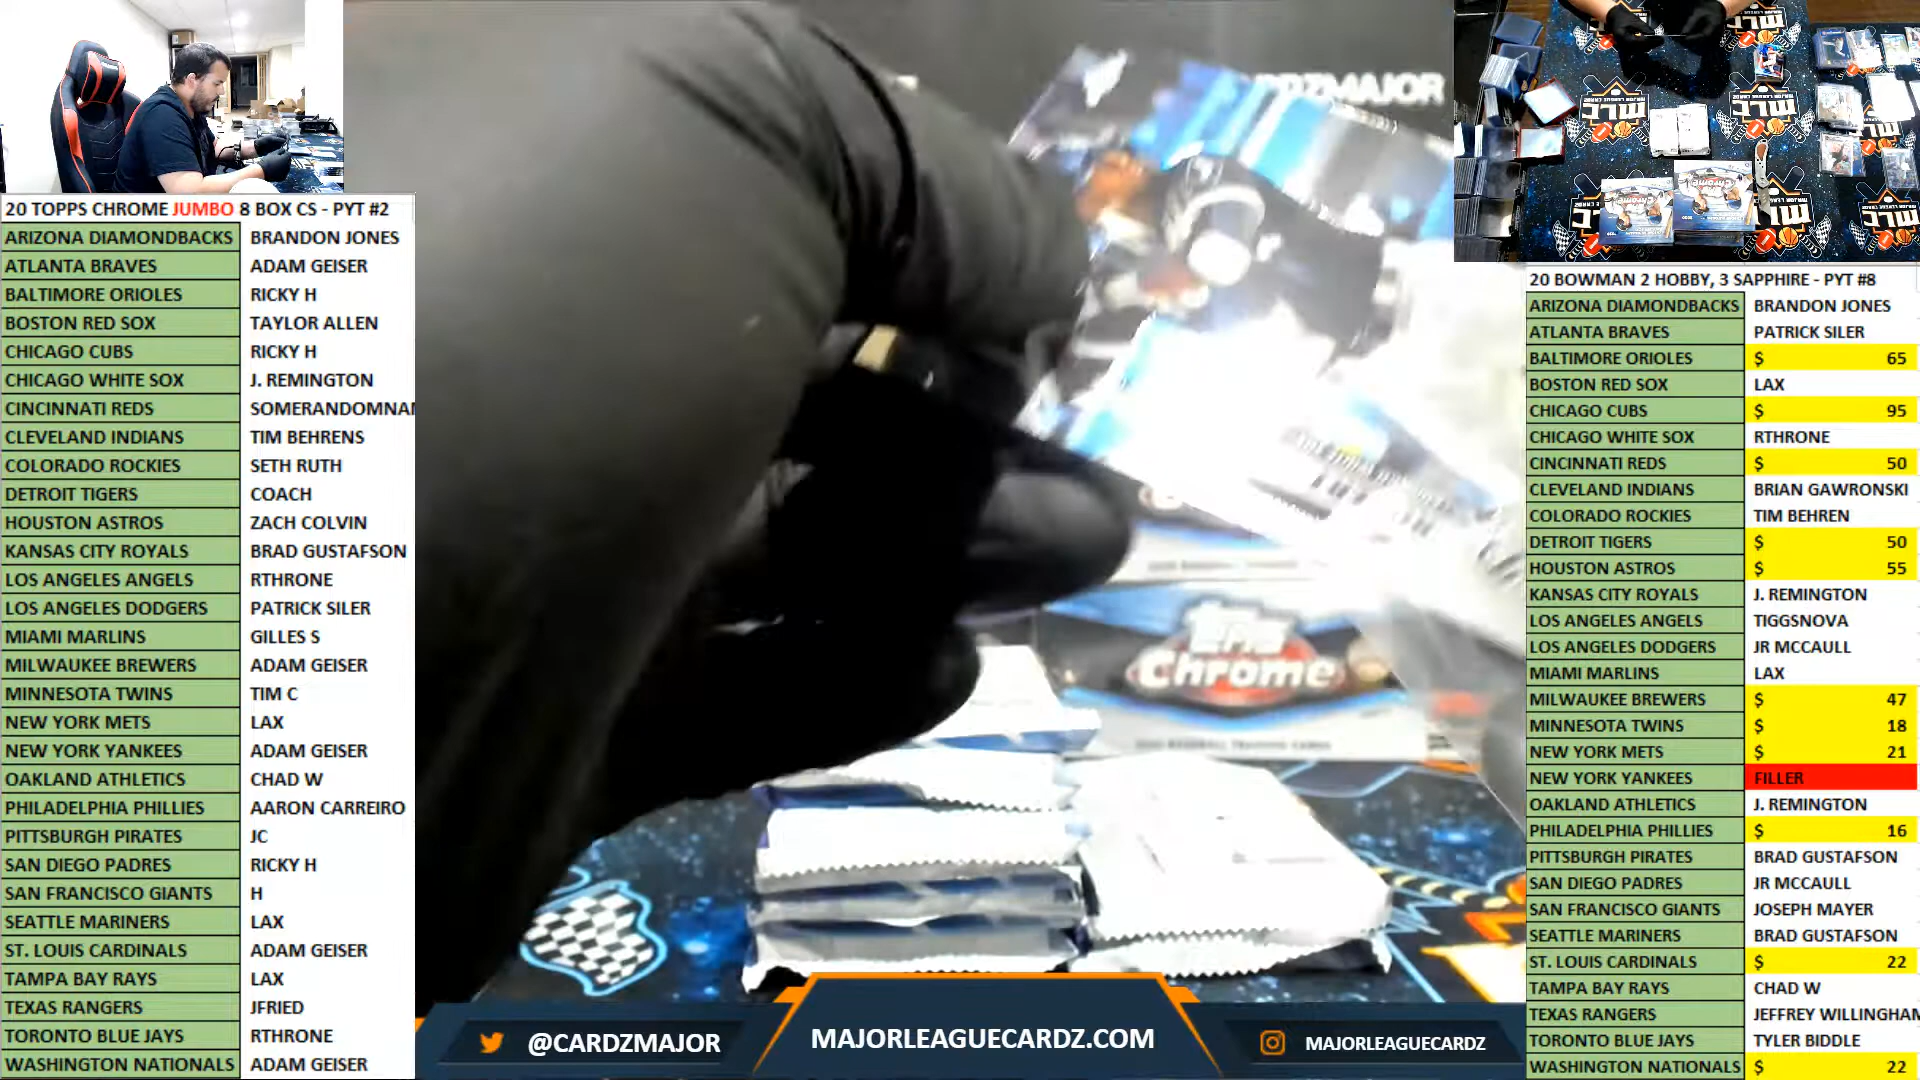 20 TOPPS CHROME JUMBO 8 BOX CS - PYT #2
ARIZONA DIAMONDBACKS BRANDON JONES
ATLANTA BRAVES ADAM GEISER
BALTIMORE ORIOLES RICKY H
BOSTON RED SOX TAYLOR ALLEN
CHICAGO CUBS RICKY H
CHICAGO WHITE SOX J. REMINGTON
CINCINNATI REDS SOMERANDOMNA
CLEVELAND INDIANS TIM BEHRENS
COLORADO ROCKIES SETH RUTH
DETROIT TIGERS COACH
HOUSTON ASTROS ZACH COLVIN
KANSAS CITY ROYALS BRAD GUSTAFSON
LOS ANGELES ANGELS RTHRONE
LOS ANGELES DODGERS PATRICK SILER
MIAMI MARLINS GILLES S
MILWAUKEE BREWERS ADAM GEISER
MINNESOTA TWINS TIM C
NEW YORK METS LAX
NEW YORK YANKEES ADAM GEISER
OAKLAND ATHLETICS CHAD W
PHILADELPHIA PHILLIES AARON CARREIRO
PITTSBURGH PIRATES JC
SAN DIEGO PADRES RICKY H
SAN FRANCISCO GIANTS H
SEATTLE MARINERS LAX
ST. LOUIS CARDINALS ADAM GEISER
TAMPA BAY RAYS LAX
TEXAS RANGERS JFRIED
TORONTO BLUE JAYS RTHRONE
WASHINGTON NATIONALS ADAM GEISER
RDZMAJOR
Chrome
@CARDZMAJOR
MAJORLEAGUECARDZ.COM
MAJORLEAGUECARDZ
20 BOWMAN 2 HOBBY, 3 SAPPHIRE - PYT #8
ARIZONA DIAMONDBACKS BRANDON JONES
ATLANTA BRAVES PATRICK SILER
BALTIMORE ORIOLES $ 65
BOSTON RED SOX LAX
CHICAGO CUBS $ 95
CHICAGO WHITE SOX RTHRONE
CINCINNATI REDS $ 50
CLEVELAND INDIANS BRIAN GAWRONSKI
COLORADO ROCKIES TIM BEHREN
DETROIT TIGERS $ 50
HOUSTON ASTROS $ 55
KANSAS CITY ROYALS J. REMINGTON
LOS ANGELES ANGELS TIGGSNOVA
LOS ANGELES DODGERS JR MCCAULL
MIAMI MARLINS LAX
MILWAUKEE BREWERS $ 47
MINNESOTA TWINS $ 18
NEW YORK METS $ 21
NEW YORK YANKEES FILLER
OAKLAND ATHLETICS J. REMINGTON
PHILADELPHIA PHILLIES $ 16
PITTSBURGH PIRATES BRAD GUSTAFSON
SAN DIEGO PADRES JR MCCAULL
SAN FRANCISCO GIANTS JOSEPH MAYER
SEATTLE MARINERS BRAD GUSTAFSON
ST. LOUIS CARDINALS $ 22
TAMPA BAY RAYS CHAD W
TEXAS RANGERS JEFFREY WILLINGHAM
TORONTO BLUE JAYS TYLER BIDDLE
WASHINGTON NATIONALS $ 22